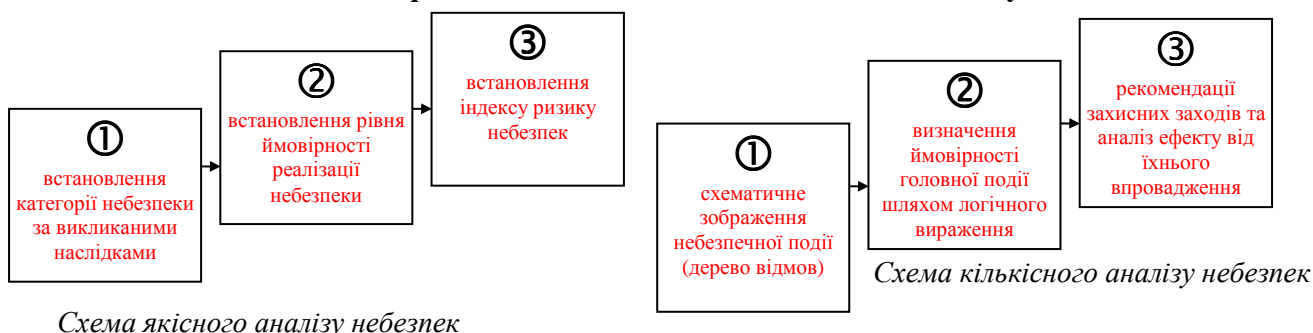 ①
встановлення
категорії небезпеки
за викликаними
наслідками
②
встановлення рівня
ймовірності
реалізації
небезпеки
③
встановлення
індексу ризику
небезпек
Схема якісного аналізу небезпек
①
схематичне
зображення
небезпечної події
(дерево відмов)
②
визначення
ймовірності
головної події
шляхом логічного
вираження
③
рекомендації
захисних заходів та
аналіз ефекту від
їхнього
впровадження
Схема кількісного аналізу небезпек